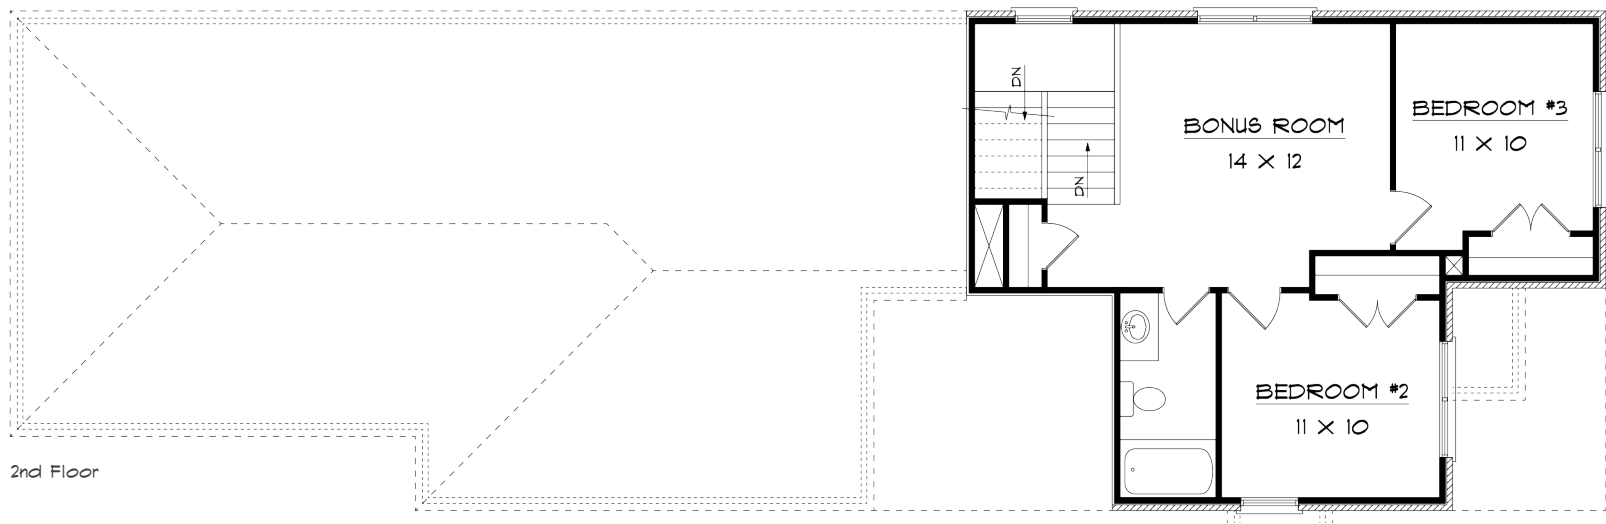 DN
BONUS ROOM
14 X 12
BEDROOM #3
11 X 10
DN
BEDROOM #2
11 X 10
2nd Floor